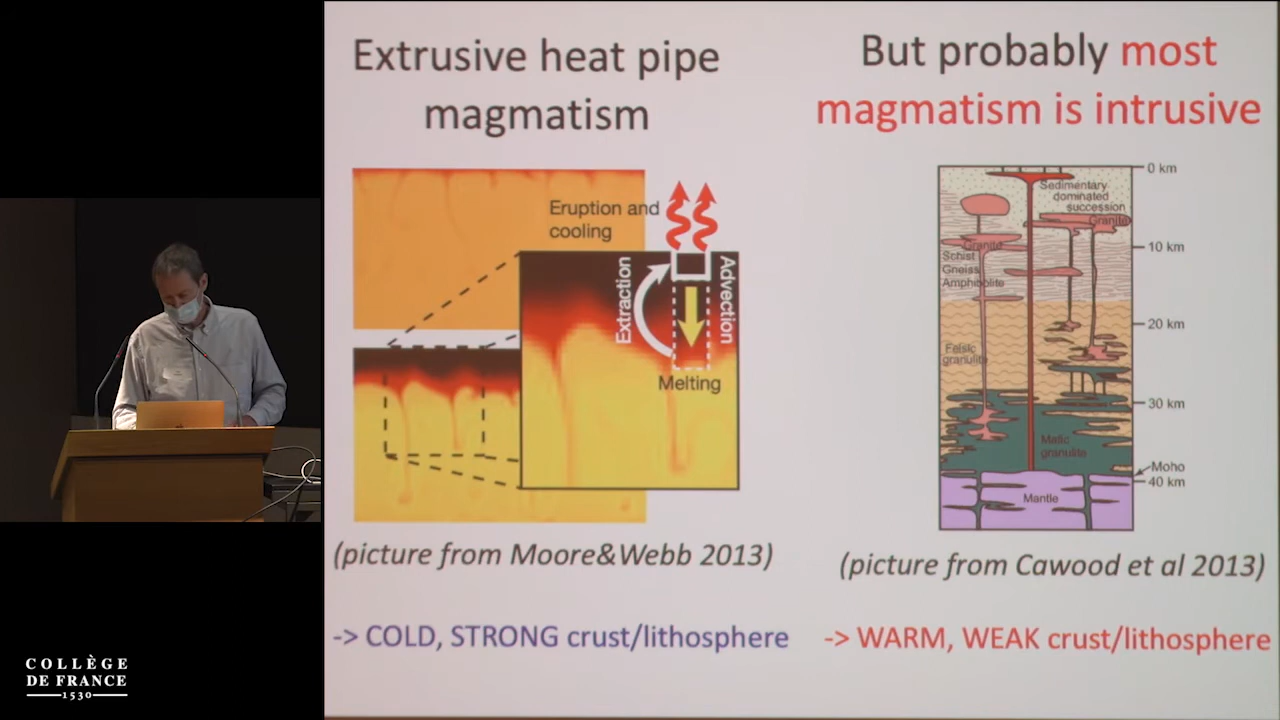 Extrusive heat pipe
magmatism
Eruption and
cooling
Extraction
Advection
Melting
(picture from Moore&Webb 2013)
-> COLD, STRONG crust/lithosphere
But probably most
magmatism is intrusive
0 km
Sedimentary
dominated
succession
Granite
10 km
Granite
Schist
Gneiss
Amphibolite
20 km
Felsic
granulite
30 km
Mafic
granulite
Moho
40 km
Mantle
(picture from Cawood et al 2013)
-> WARM, WEAK crust/lithosphere
COLLÈGE
DE FRANCE
1530